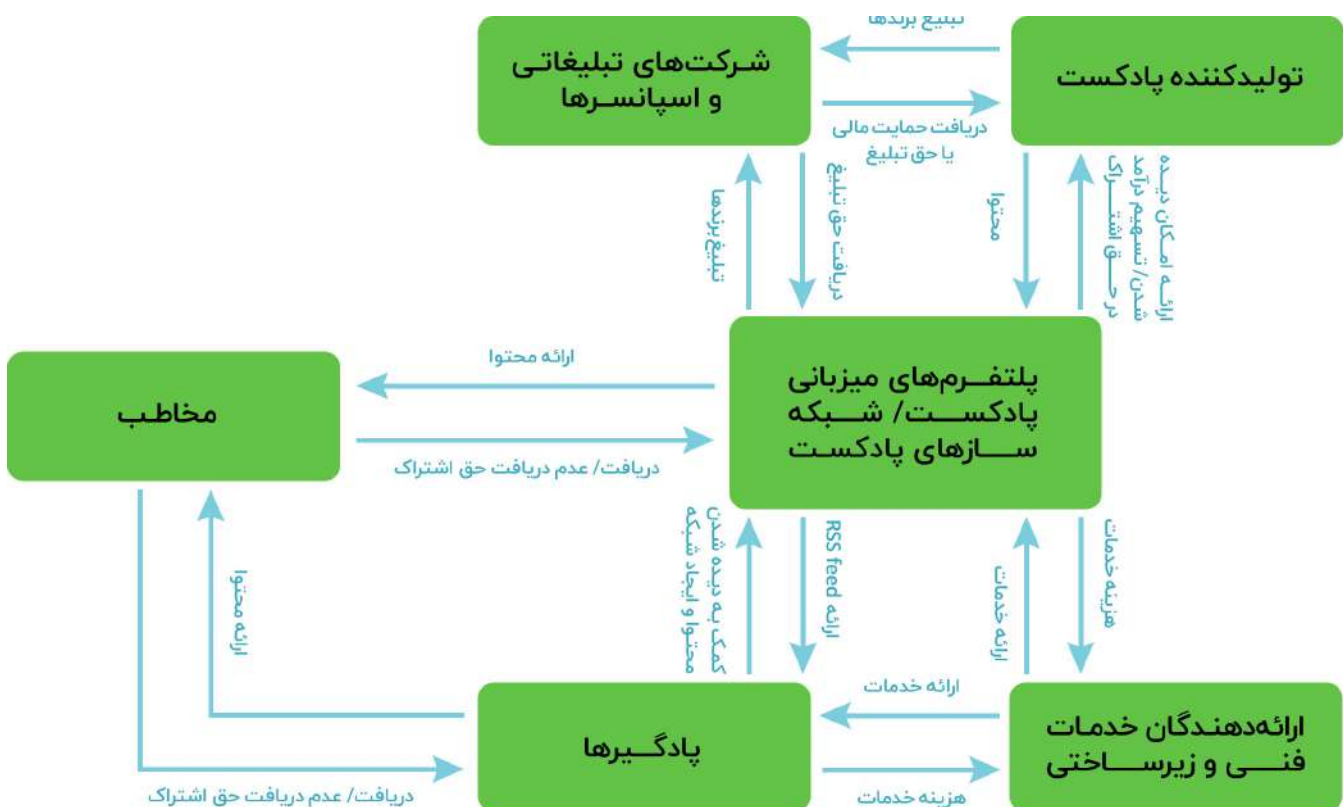 تبلیغ برندها
تولیدکننده پادکست
شرکت‌های تبلیغاتی
و اسپانسرها
دریافت حمایت مالی
یا حق تبلیغ
ارائه امکان دیده
شدن/ تسهیم درآمد
در حق اشتراک
محتوا
دریافت حق تبلیغ
تبلیغ برندها
پلتفرم‌های میزبانی
پادکست/ شبکه
سازهای پادکست
ارائه محتوا
مخاطب
دریافت/ عدم دریافت حق اشتراک
هزینه خدمات
ارائه خدمات
ارائه RSS feed
کمک به دیده شدن
محتوا و ایجاد شبکه
ارائه محتوا
ارائه خدمات
ارائه‌دهندگان خدمات
فنی و زیرساختی
پادگیرها
هزینه خدمات
دریافت/ عدم دریافت حق اشتراک